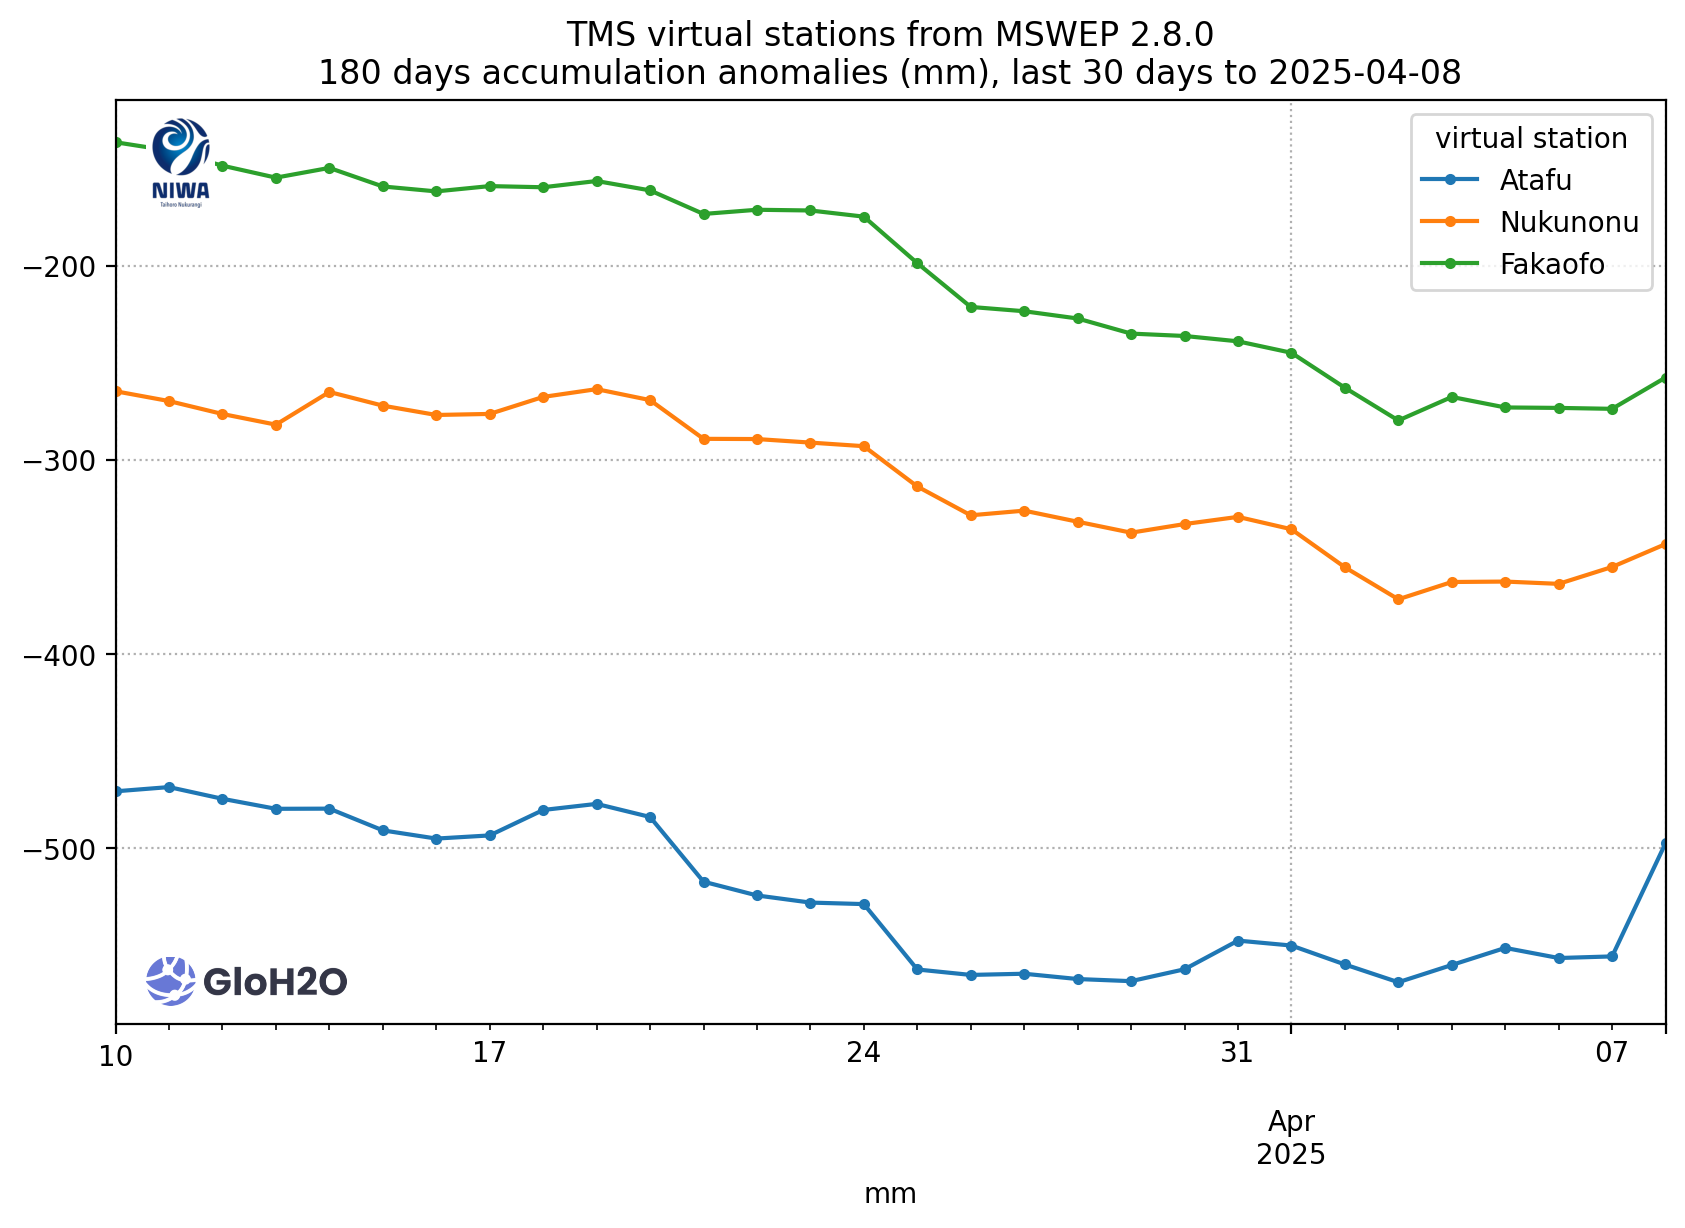 TMS virtual stations from MSWEP 2.8.0
180 days accumulation anomalies (mm), last 30 days to 2025-04-08
NIWA
Taihoro Nukurangi
virtual station
Atafu
Nukunonu
Fakaofo
−200
−300
−400
−500
GloH2O
10 17 24 31 07
Apr
2025
mm